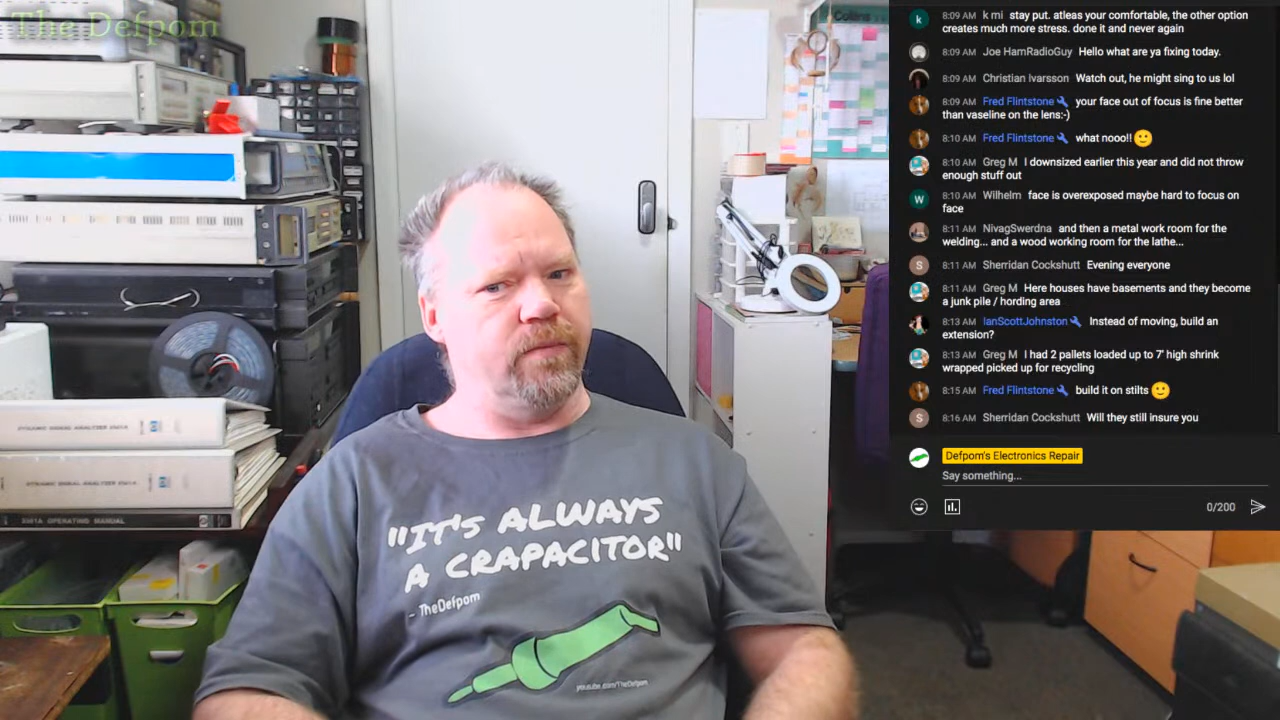 The Defpom
Collins
8:09 AM k mi stay put. atleas your comfortable, the other option
creates much more stress. done it and never again
8:09 AM Joe HamRadioGuy Hello what are ya fixing today.
8:09 AM Christian Ivarsson Watch out, he might sing to us lol
8:09 AM Fred Flintstone your face out of focus is fine better
than vaseline on the lens:-)
8:10 AM Fred Flintstone what nooo!! 🙂
8:10 AM Greg M I downsized earlier this year and did not throw
enough stuff out
8:10 AM Wilhelm face is overexposed maybe hard to focus on
face
8:11 AM NivagSwerdna and then a metal work room for the
welding... and a wood working room for the lathe...
8:11 AM Sherridan Cockshutt Evening everyone
8:11 AM Greg M Here houses have basements and they become
a junk pile / hording area
8:13 AM IanScottJohnston Instead of moving, build an
extension?
8:13 AM Greg M I had 2 pallets loaded up to 7' high shrink
wrapped picked up for recycling
8:15 AM Fred Flintstone build it on stilts 🙂
8:16 AM Sherridan Cockshutt Will they still insure you
Defpom's Electronics Repair
Say something...
0/200
DYNAMIC SIGNAL ANALYZER 3561A
DYNAMIC SIGNAL ANALYZER 3561A
3561A OPERATING MANUAL
"IT'S ALWAYS
A CRAPACITOR"
- TheDefpom
youtube.com/TheDefpom